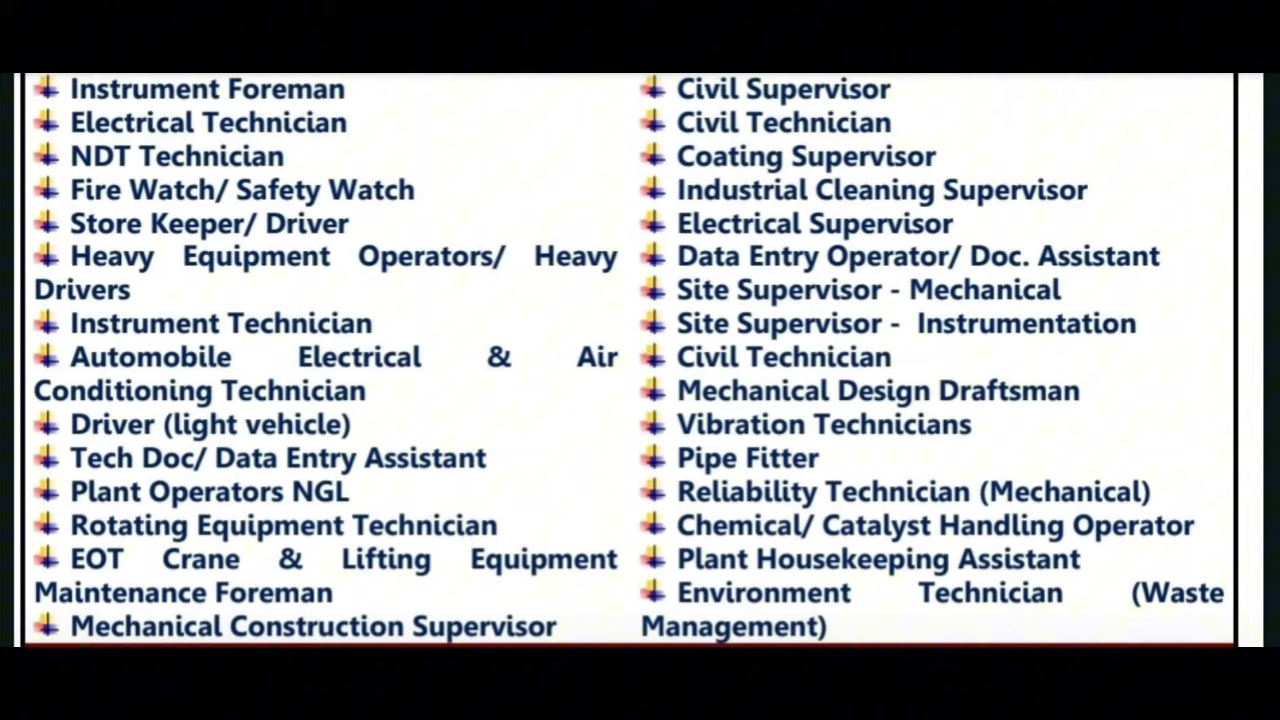 Instrument Foreman
Electrical Technician
NDT Technician
Fire Watch/ Safety Watch
Store Keeper/ Driver
Heavy Equipment Operators/ Heavy
Drivers
Instrument Technician
Automobile Electrical & Air
Conditioning Technician
Driver (light vehicle)
Tech Doc/ Data Entry Assistant
Plant Operators NGL
Rotating Equipment Technician
EOT Crane & Lifting Equipment
Maintenance Foreman
Mechanical Construction Supervisor
Civil Supervisor
Civil Technician
Coating Supervisor
Industrial Cleaning Supervisor
Electrical Supervisor
Data Entry Operator/ Doc. Assistant
Site Supervisor - Mechanical
Site Supervisor - Instrumentation
Civil Technician
Mechanical Design Draftsman
Vibration Technicians
Pipe Fitter
Reliability Technician (Mechanical)
Chemical/ Catalyst Handling Operator
Plant Housekeeping Assistant
Environment Technician (Waste
Management)